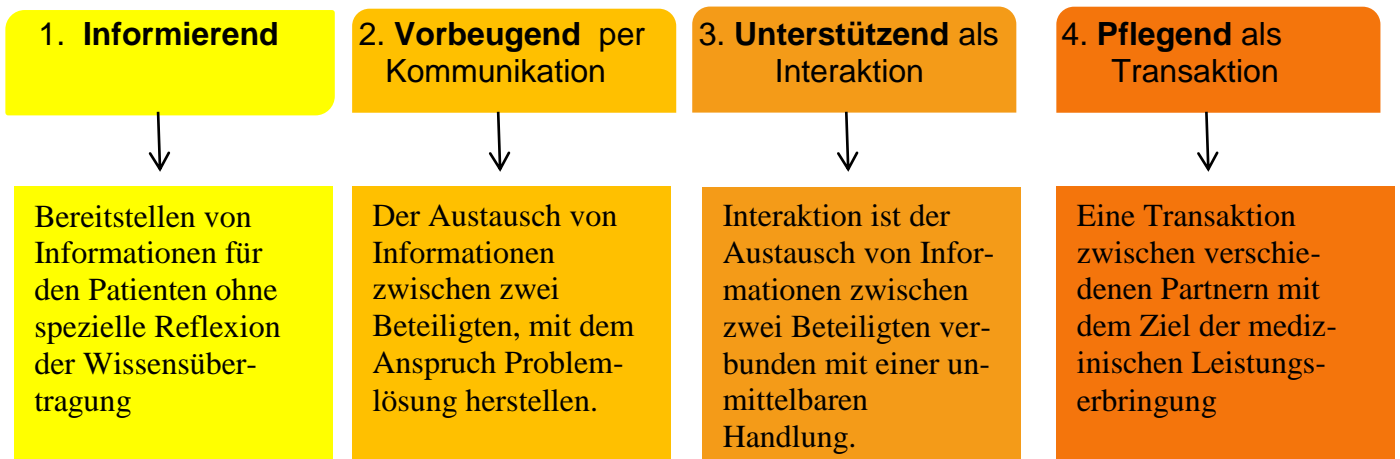 1. Informierend
2. Vorbeugend per
Kommunikation
3. Unterstützend als
Interaktion
4. Pflegend als
Transaktion
Bereitstellen von
Informationen für
den Patienten ohne
spezielle Reflexion
der Wissensüber-
tragung
Der Austausch von
Informationen
zwischen zwei
Beteiligten, mit dem
Anspruch Problem-
lösung herstellen.
Interaktion ist der
Austausch von Infor-
mationen zwischen
zwei Beteiligten ver-
bunden mit einer un-
mittelbaren
Handlung.
Eine Transaktion
zwischen verschie-
denen Partnern mit
dem Ziel der mediz-
inischen Leistungs-
erbringung